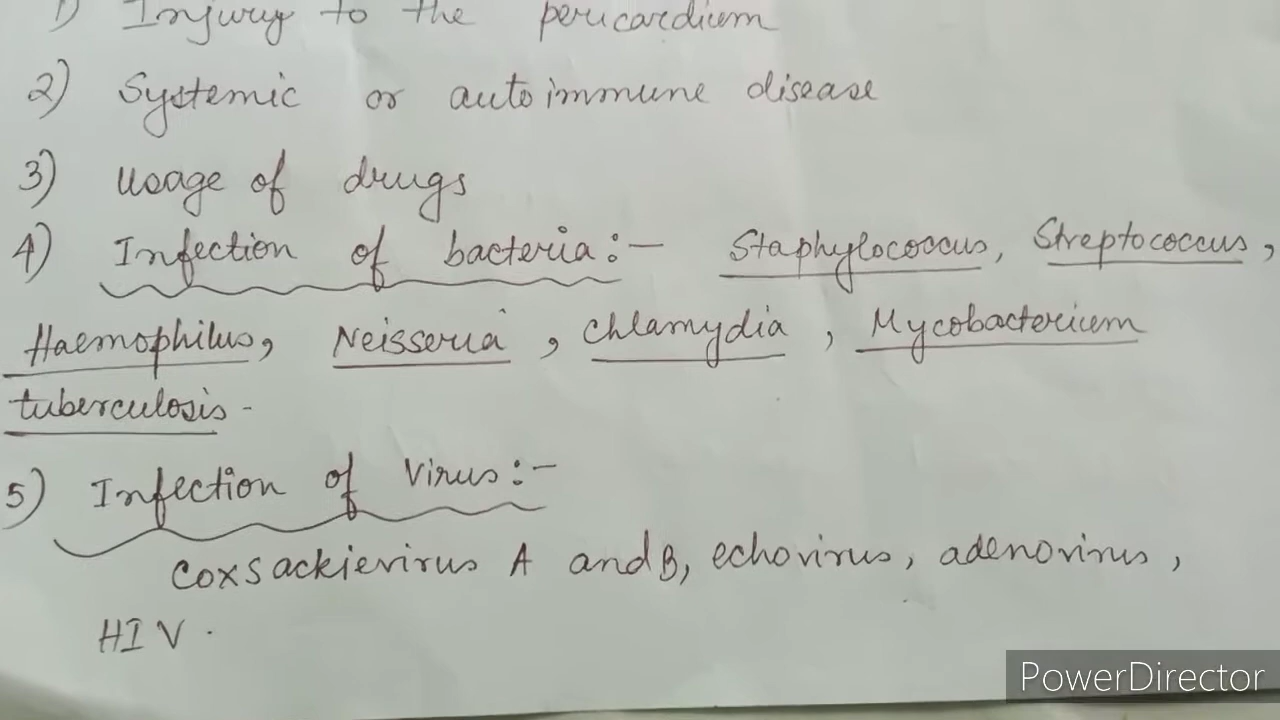 1) Injury to the pericardium
2) Systemic or autoimmune disease
3) Usage of drugs
4) Infection of bacteria:- Staphylococcus, Streptococcus,
Haemophilus, Neisseria, Chlamydia, Mycobacterium
tuberculosis-
5) Infection of Virus:-
Coxsackievirus A and B, echovirus, adenovirus,
HIV.
PowerDirector